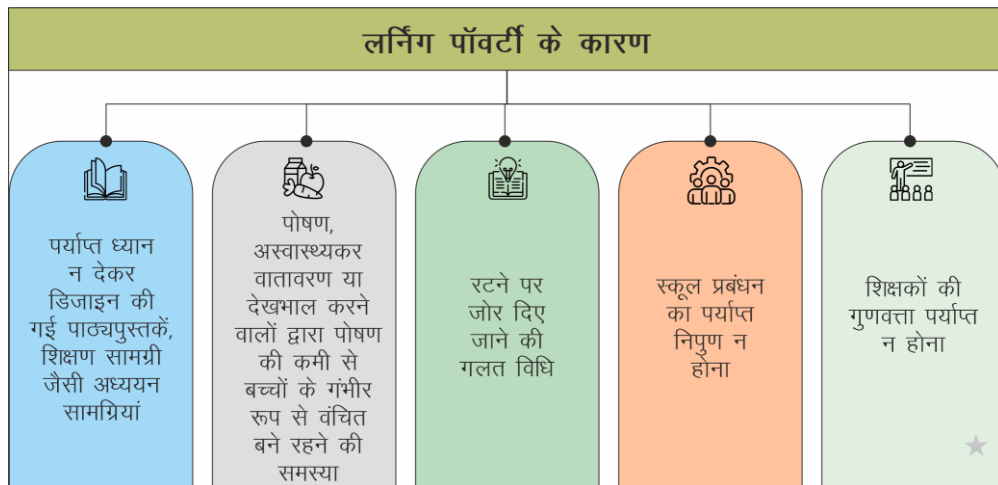 लर्निंग पॉवर्टी के कारण
पर्याप्त ध्यान
न देकर
डिजाइन की
गई पाठ्यपुस्तकें,
शिक्षण सामग्री
जैसी अध्ययन
सामग्रियां
पोषण,
अस्वास्थ्यकर
वातावरण या
देखभाल करने
वालों द्वारा पोषण
की कमी से
बच्चों के गंभीर
रूप से वंचित
बने रहने की
समस्या
रटने पर
जोर दिए
जाने की
गलत विधि
स्कूल प्रबंधन
का पर्याप्त
निपुण न
होना
शिक्षकों की
गुणवत्ता पर्याप्त
न होना